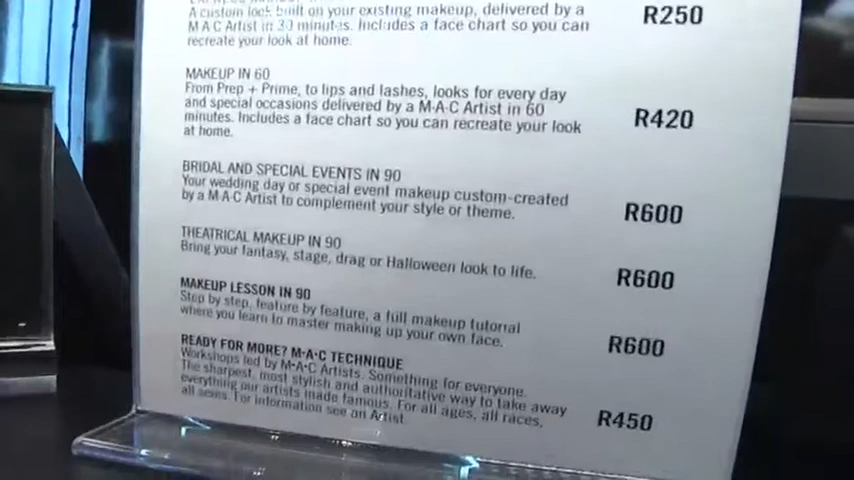 A custom look built on your existing makeup, delivered by a
M·A·C Artist in 30 minutes. Includes a face chart so you can
recreate your look at home.
R250
MAKEUP IN 60
From Prep + Prime, to lips and lashes, looks for every day
and special occasions delivered by a M·A·C Artist in 60
minutes. Includes a face chart so you can recreate your look
at home.
R420
BRIDAL AND SPECIAL EVENTS IN 90
Your wedding day or special event makeup custom-created
by a M·A·C Artist to complement your style or theme.
R600
THEATRICAL MAKEUP IN 90
Bring your fantasy, stage, drag or Halloween look to life.
R600
MAKEUP LESSON IN 90
Step by step, feature by feature, a full makeup tutorial
where you learn to master making up your own face.
R600
READY FOR MORE? M·A·C TECHNIQUE
Workshops led by M·A·C Artists. Something for everyone.
The sharpest, most stylish and authoritative way to take away
everything our artists made famous. For all ages, all races,
all sexes. For information see an Artist.
R450